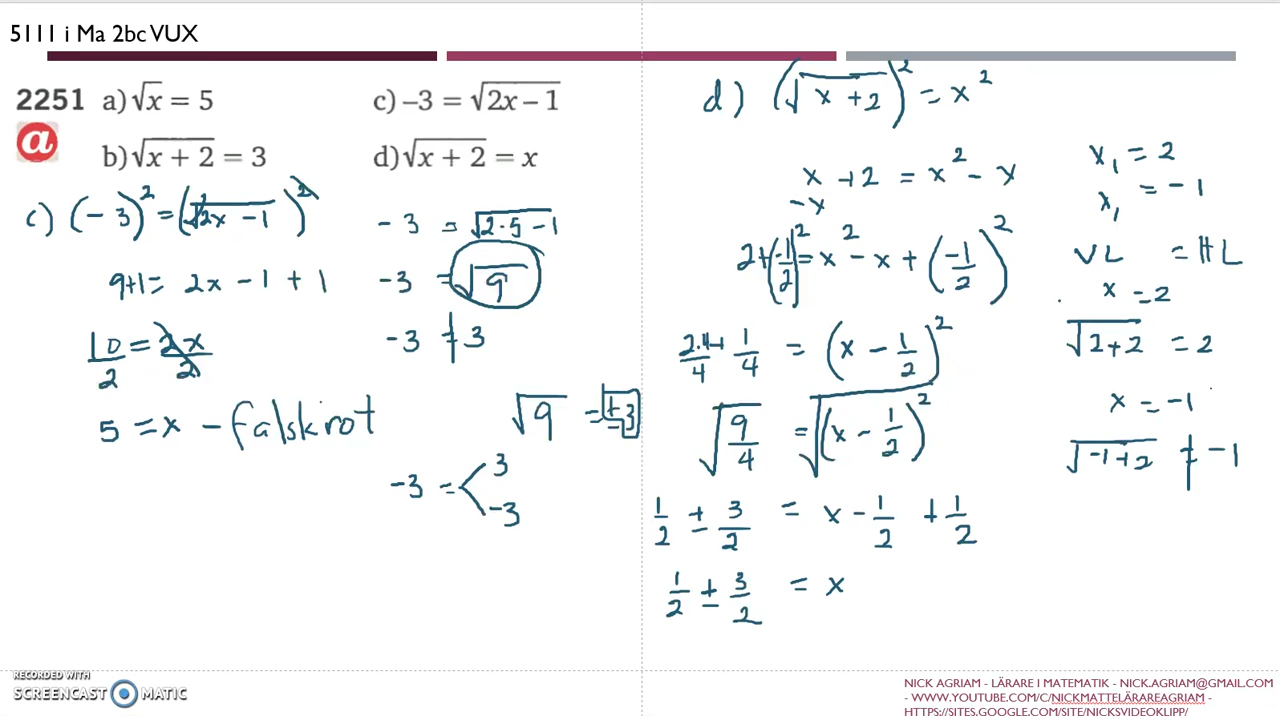 5111 i Ma 2bc VUX
2251 a) √x = 5
c) –3 = √(2x – 1)
a
b) √(x + 2) = 3
d) √(x + 2) = x
c) (-3)² = (√(2x - 1))²
9+1 = 2x - 1 + 1
10/2 = 2x/2
5 = x - falsk rot
-3 = √(2·5 - 1)
-3 = √9
-3 ≠ 3
√9 = ±3
-3 = < 3
-3
d) (√(x + 2))² = x²
x + 2 = x² - x
-x
2 + (-1/2)² = x² - x + (-1/2)²
2·4/4 + 1/4 = (x - 1/2)²
√(9/4) = √((x - 1/2)²)
1/2 ± 3/2 = x - 1/2 + 1/2
1/2 ± 3/2 = x
x₁ = 2
x₁ = -1
VL = HL
x = 2
√(2+2) = 2
x = -1
√(-1+2) ≠ -1
RECORDED WITH
SCREENCAST MATIC
NICK AGRIAM - LÄRARE I MATEMATIK - NICK.AGRIAM@GMAIL.COM
- WWW.YOUTUBE.COM/C/NICKMATTELÄRAREAGRIAM -
HTTPS://SITES.GOOGLE.COM/SITE/NICKSVIDEOKLIPP/